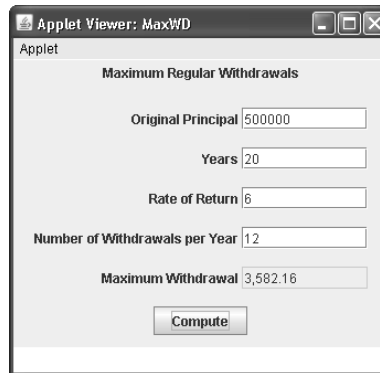 Applet Viewer: MaxWD
Applet
Maximum Regular Withdrawals
Original Principal 500000
Years 20
Rate of Return 6
Number of Withdrawals per Year 12
Maximum Withdrawal 3,582.16
Compute